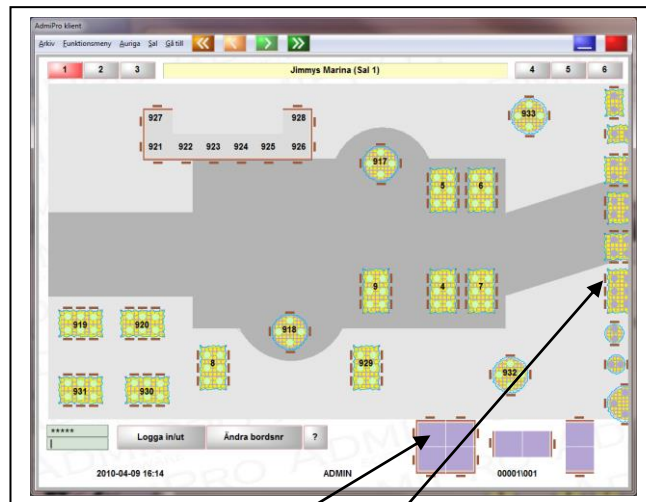 AdmiPro klient
Arkiv Funktionsmeny Auriga Sal Gå till
1 2 3 Jimmys Marina (Sal 1) 4 5 6
927 928
921 922 923 924 925 926
933
917
5 6
9 4 7
919 920
918
8 929
932
931 930
*****
Logga in/ut Ändra bordsnr ?
2010-04-09 16:14 ADMIN 00001\001